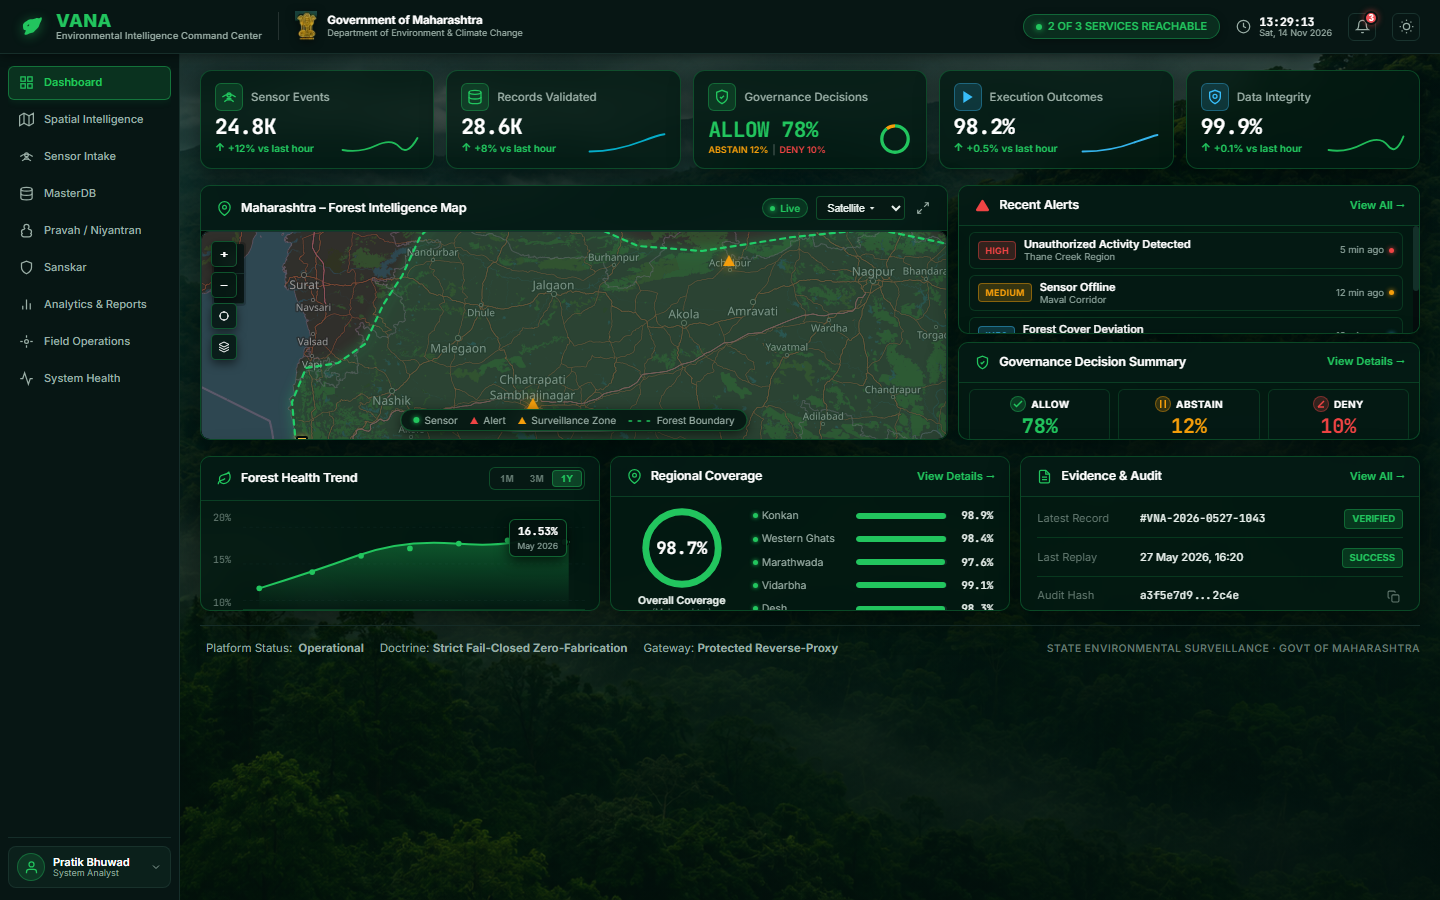 VANA
Environmental Intelligence Command Center
Government of Maharashtra
Department of Environment & Climate Change
2 OF 3 SERVICES REACHABLE
13:29:13
Sat, 14 Nov 2026
3
Dashboard
Spatial Intelligence
Sensor Intake
MasterDB
Pravah / Niyantran
Sanskar
Analytics & Reports
Field Operations
System Health
Pratik Bhuwad
System Analyst
Sensor Events
24.8K
+12% vs last hour
Records Validated
28.6K
+8% vs last hour
Governance Decisions
ALLOW 78%
ABSTAIN 12% | DENY 10%
Execution Outcomes
98.2%
+0.5% vs last hour
Data Integrity
99.9%
+0.1% vs last hour
Maharashtra – Forest Intelligence Map
Live
Satellite
Nandurbar
Burhanpur
Nagpur
Bhandara
Surat
Jalgaon
Navsari
Dhule
Akola
Amravati
Wardha
Valsad
Malegaon
Yavatmal
Vapi
Chhatrapati
Sambhajinagar
Chandrapur
Nashik
Adilabad
Sensor
Alert
Surveillance Zone
Forest Boundary
Recent Alerts
View All →
HIGH
Unauthorized Activity Detected
Thane Creek Region
5 min ago
MEDIUM
Sensor Offline
Maval Corridor
12 min ago
Forest Cover Deviation
Governance Decision Summary
View Details →
ALLOW
78%
ABSTAIN
12%
DENY
10%
Forest Health Trend
1M
3M
1Y
20%
15%
10%
16.53%
May 2026
Regional Coverage
View Details →
98.7%
Overall Coverage
Konkan
98.9%
Western Ghats
98.4%
Marathwada
97.6%
Vidarbha
99.1%
Desh
98.3%
Evidence & Audit
View All →
Latest Record
#VNA-2026-0527-1043
VERIFIED
Last Replay
27 May 2026, 16:20
SUCCESS
Audit Hash
a3f5e7d9...2c4e
Platform Status: Operational
Doctrine: Strict Fail-Closed Zero-Fabrication
Gateway: Protected Reverse-Proxy
STATE ENVIRONMENTAL SURVEILLANCE · GOVT OF MAHARASHTRA